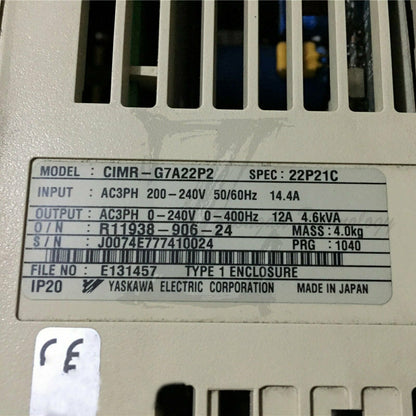 MODEL : CIMR-G7A22P2 SPEC: 22P21C
INPUT : AC3PH 200-240V 50/60Hz 14.4A
OUTPUT : AC3PH 0-240V 0-400Hz 12A 4.6kVA
O / N : R11938-906-24 MASS: 4.0kg
S / N : J0074E777410024 PRG : 1040
FILE NO : E131457 TYPE 1 ENCLOSURE
IP20 YASKAWA ELECTRIC CORPORATION MADE IN JAPAN
CE